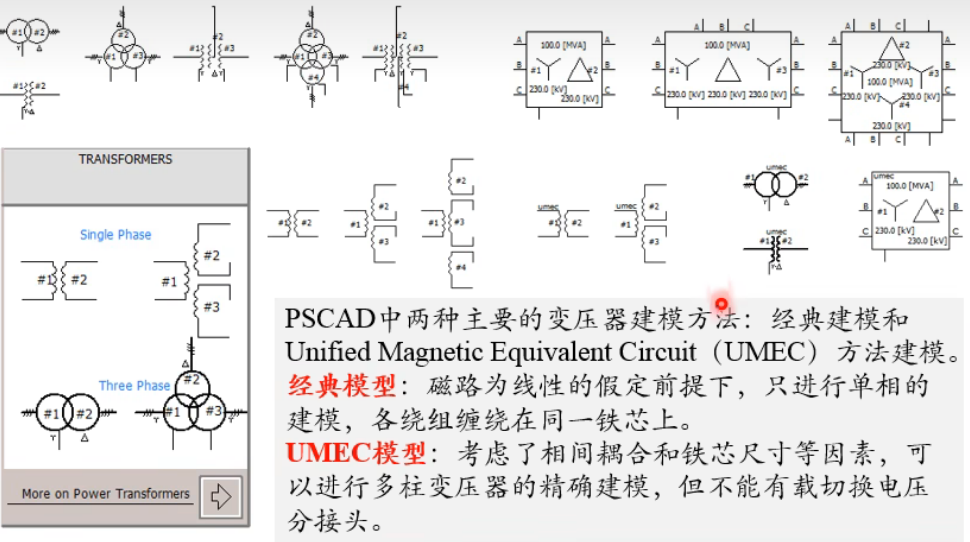 #1 #2
Y Δ
#1 #2
Y Δ
Δ
#2
#1 #3
Y Y
#2
#1 #3
Y Δ Y
Δ
#2
#1 #3
#4
Y
#2
#1 #3
Y Δ Y
#4
A 100.0 [MVA] A
B #1 #2 B
C 230.0 [kV] C
230.0 [kV]
A B C
A 100.0 [MVA] A
B #1 #3 B
C 230.0 [kV] 230.0 [kV] 230.0 [kV] C
A B C
A #2 A
230.0 [kV]
B #1 #3 B
100.0 [MVA]
C 230.0 [kV] 230.0 [kV] C
#4
230.0 [kV]
A B C
#1 #2
#2
#1
#3
#2
#1 #3
#4
umec
#1 #2
umec #2
#1
#3
umec
#1 #2
Y Δ
umec
#1 #2
Y Δ
umec
A 100.0 [MVA] A
B #1 #2 B
C 230.0 [kV] C
230.0 [kV]
TRANSFORMERS
Single Phase
#1 #2
#2
#1
#3
Three Phase
#1 #2
Y Δ
Δ
#2
#1 #3
Y Y
More on Power Transformers
PSCAD中两种主要的变压器建模方法：经典建模和
Unified Magnetic Equivalent Circuit（UMEC）方法建模。
经典模型：磁路为线性的假定前提下，只进行单相的
建模，各绕组缠绕在同一铁芯上。
UMEC模型：考虑了相间耦合和铁芯尺寸等因素，可
以进行多柱变压器的精确建模，但不能有载切换电压
分接头。